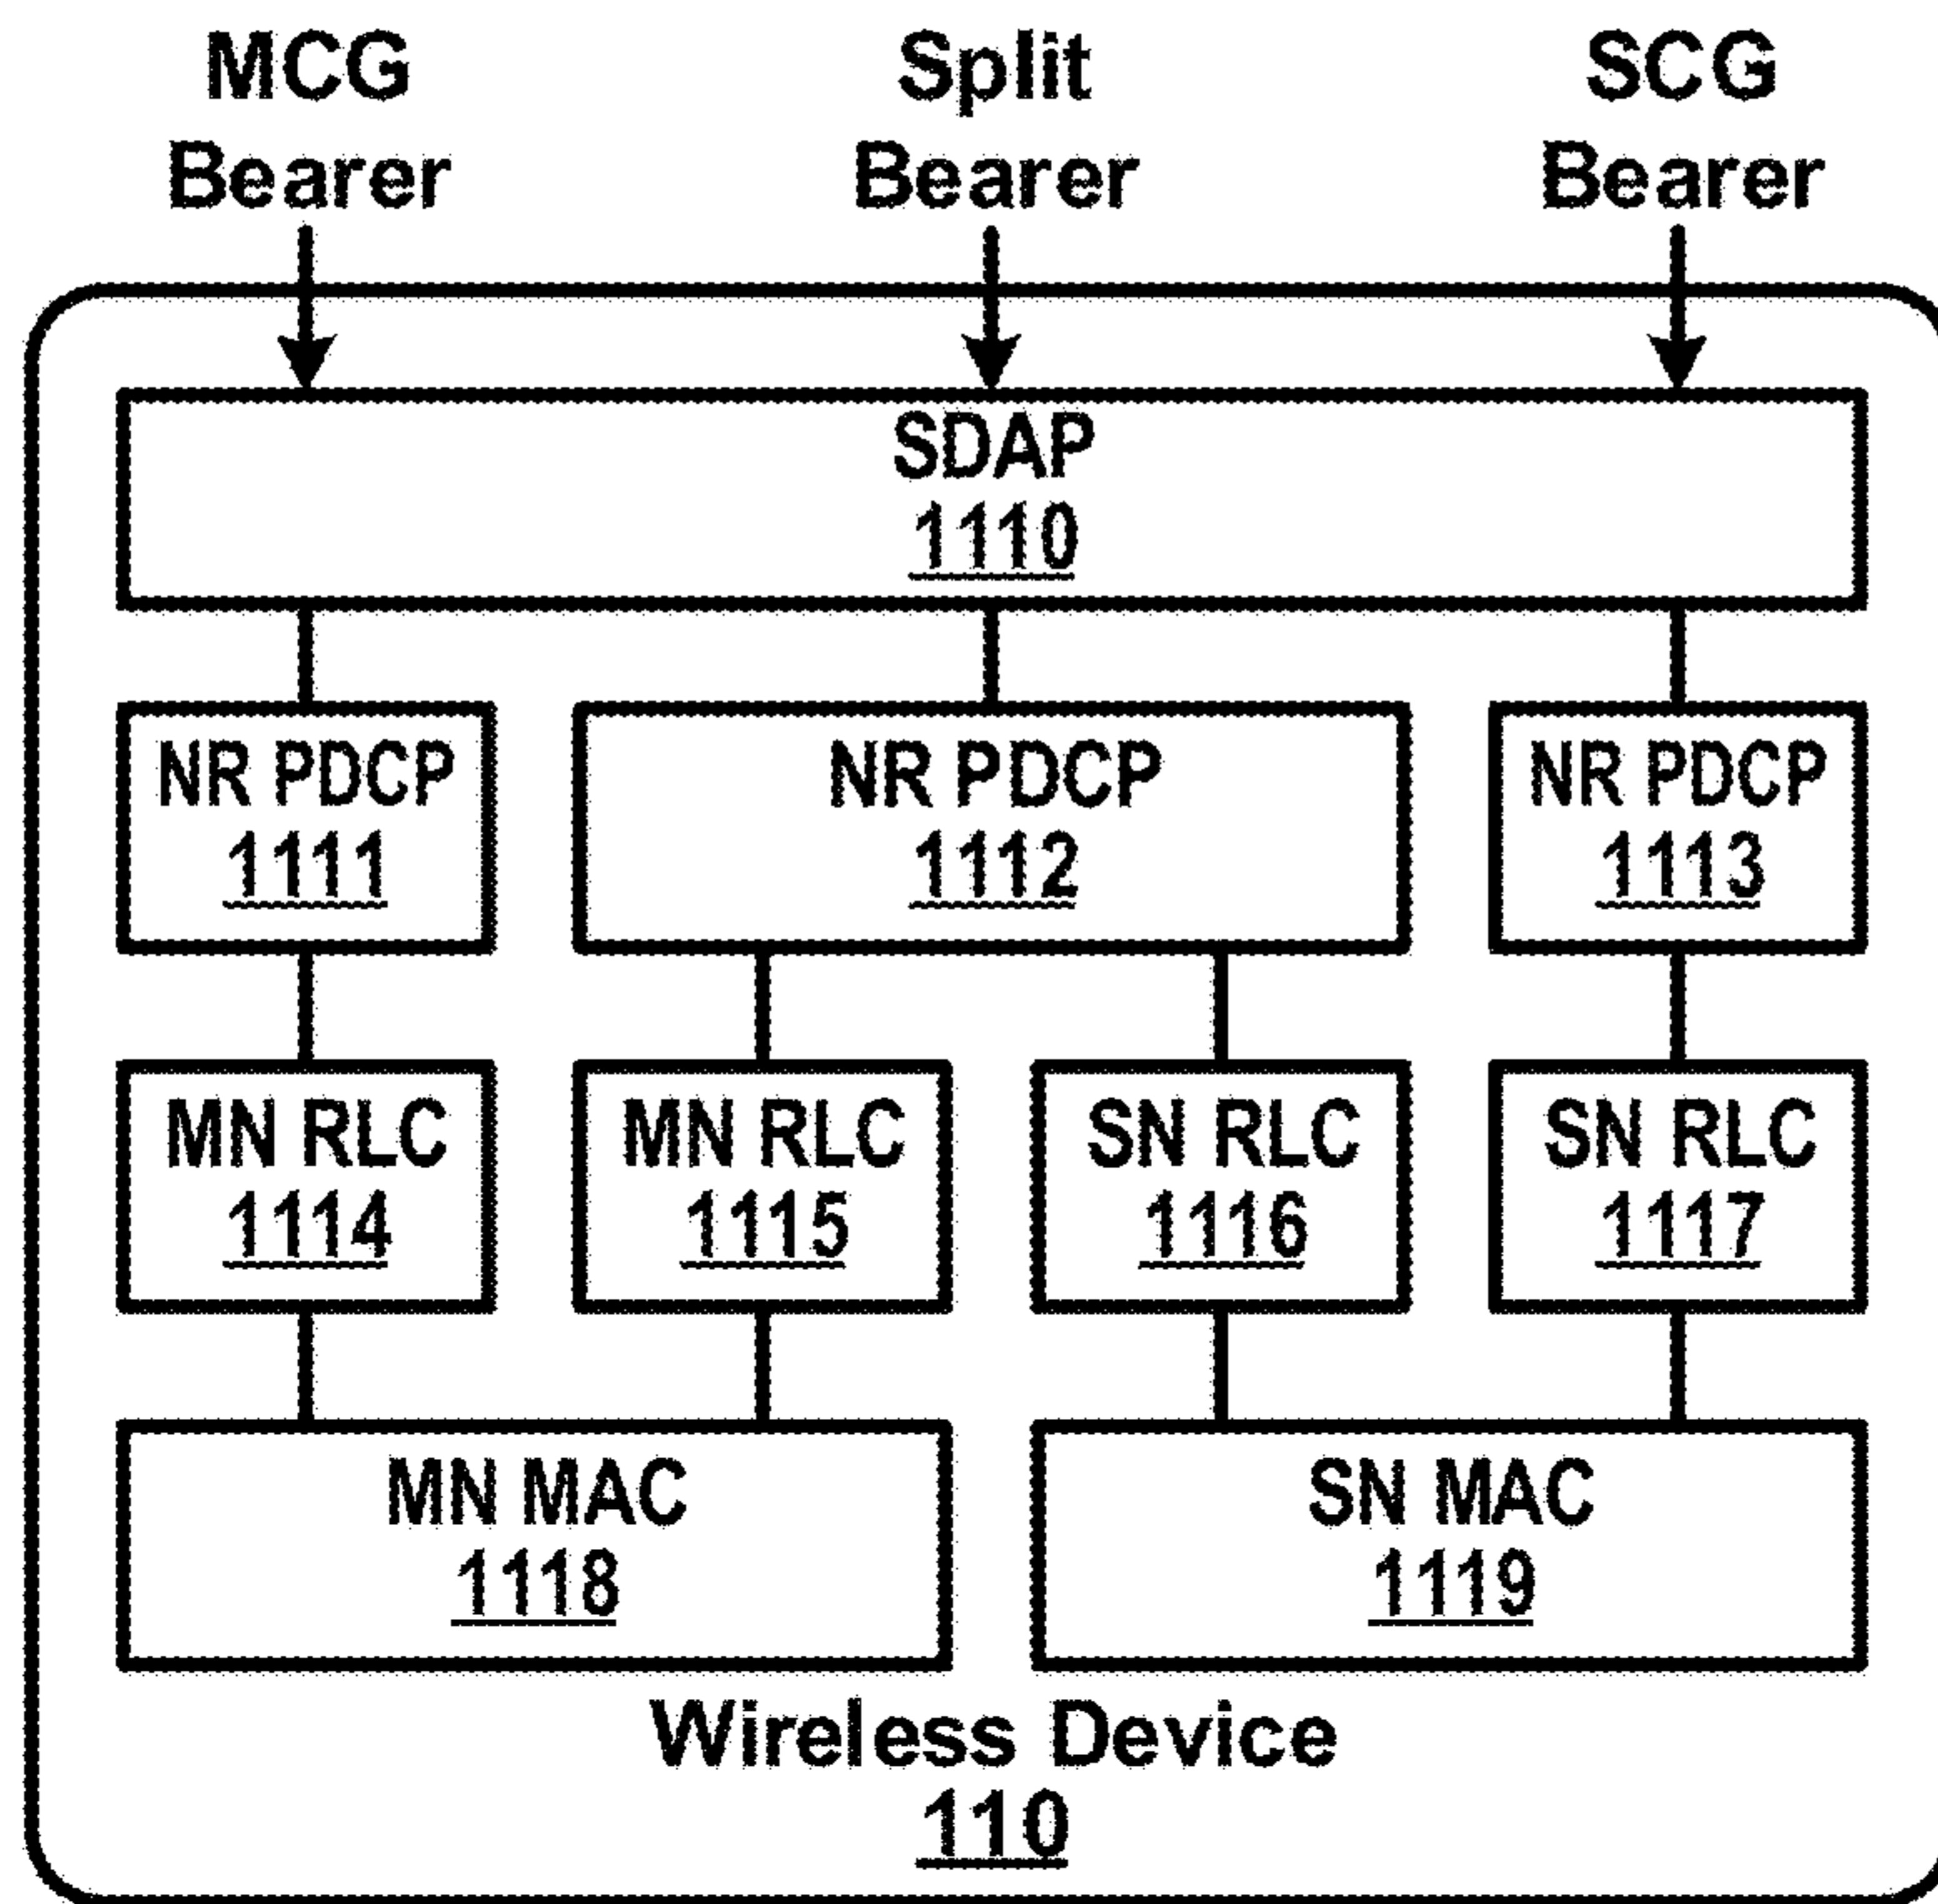 MCG
Bearer
Split
Bearer
SCG
Bearer
SDAP
1110
NR PDCP
1111
NR PDCP
1112
NR PDCP
1113
MN RLC
1114
MN RLC
1115
SN RLC
1116
SN RLC
1117
MN MAC
1118
SN MAC
1119
Wireless Device
110